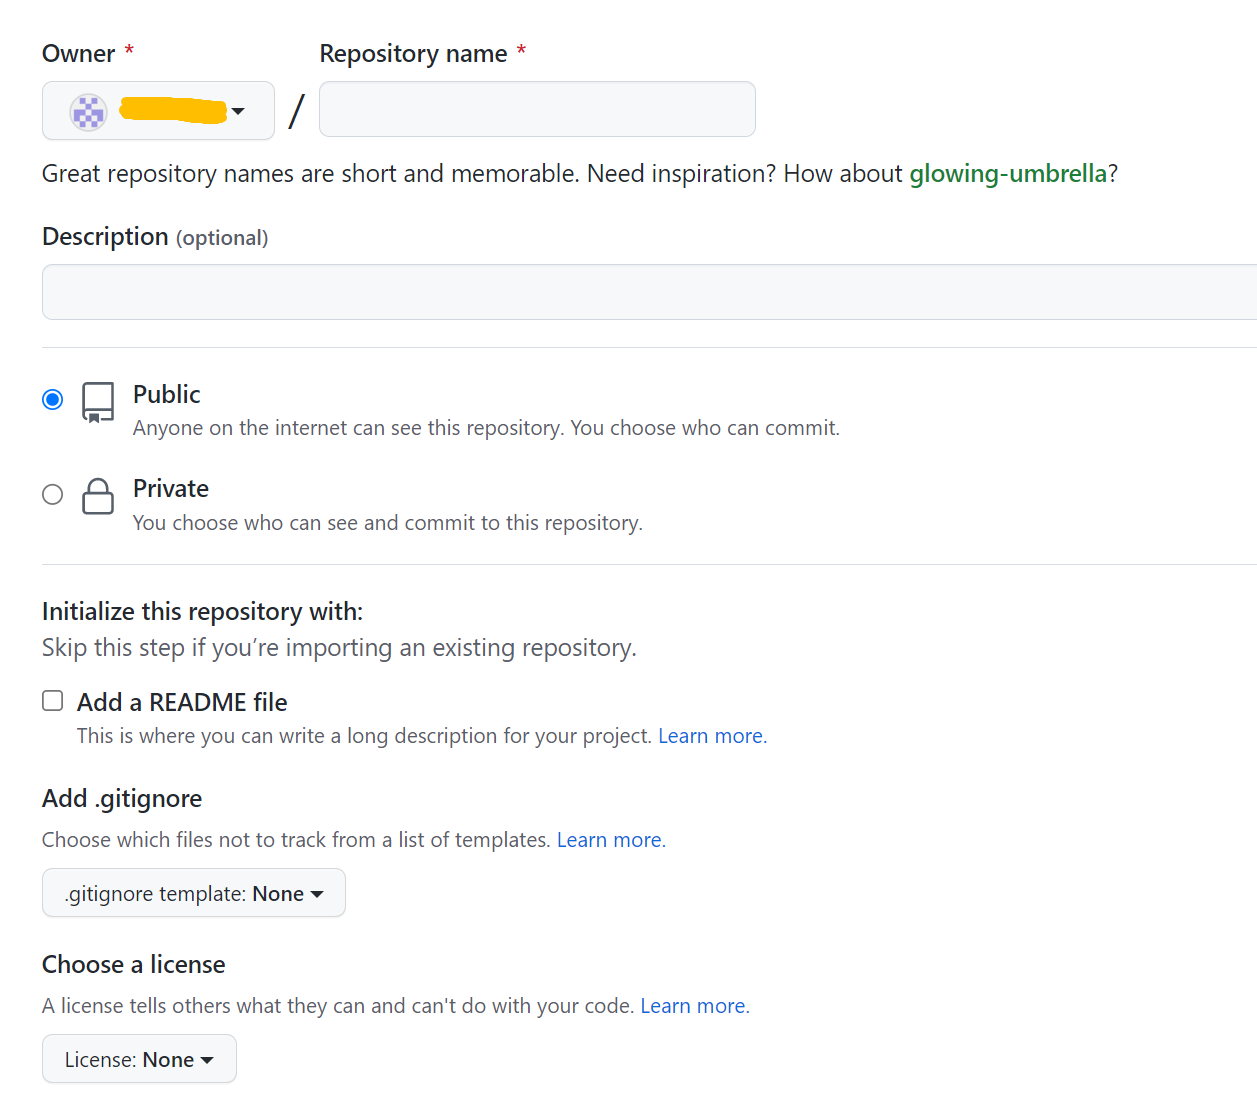 Owner * Repository name *
/
Great repository names are short and memorable. Need inspiration? How about glowing-umbrella?
Description (optional)
Public
Anyone on the internet can see this repository. You choose who can commit.
Private
You choose who can see and commit to this repository.
Initialize this repository with:
Skip this step if you’re importing an existing repository.
Add a README file
This is where you can write a long description for your project. Learn more.
Add .gitignore
Choose which files not to track from a list of templates. Learn more.
.gitignore template: None
Choose a license
A license tells others what they can and can't do with your code. Learn more.
License: None